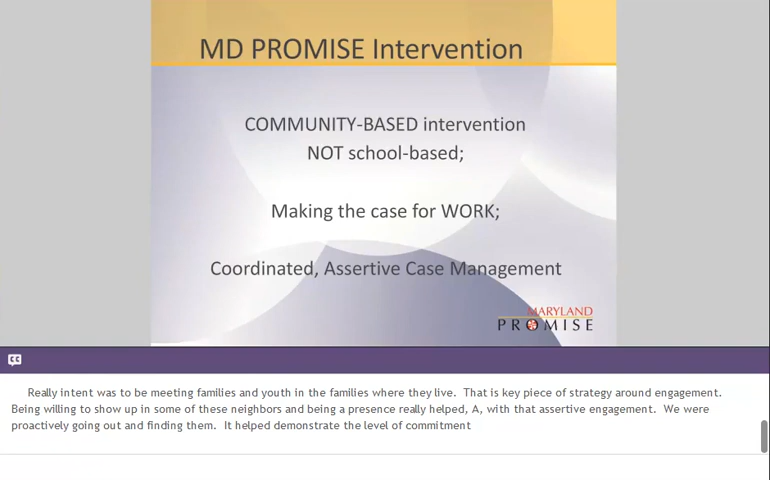 MD PROMISE Intervention
COMMUNITY-BASED intervention
NOT school-based;
Making the case for WORK;
Coordinated, Assertive Case Management
MARYLAND
PROMISE
CC
Really intent was to be meeting families and youth in the families where they live.  That is key piece of strategy around engagement.
Being willing to show up in some of these neighbors and being a presence really helped, A, with that assertive engagement.  We were
proactively going out and finding them.  It helped demonstrate the level of commitment